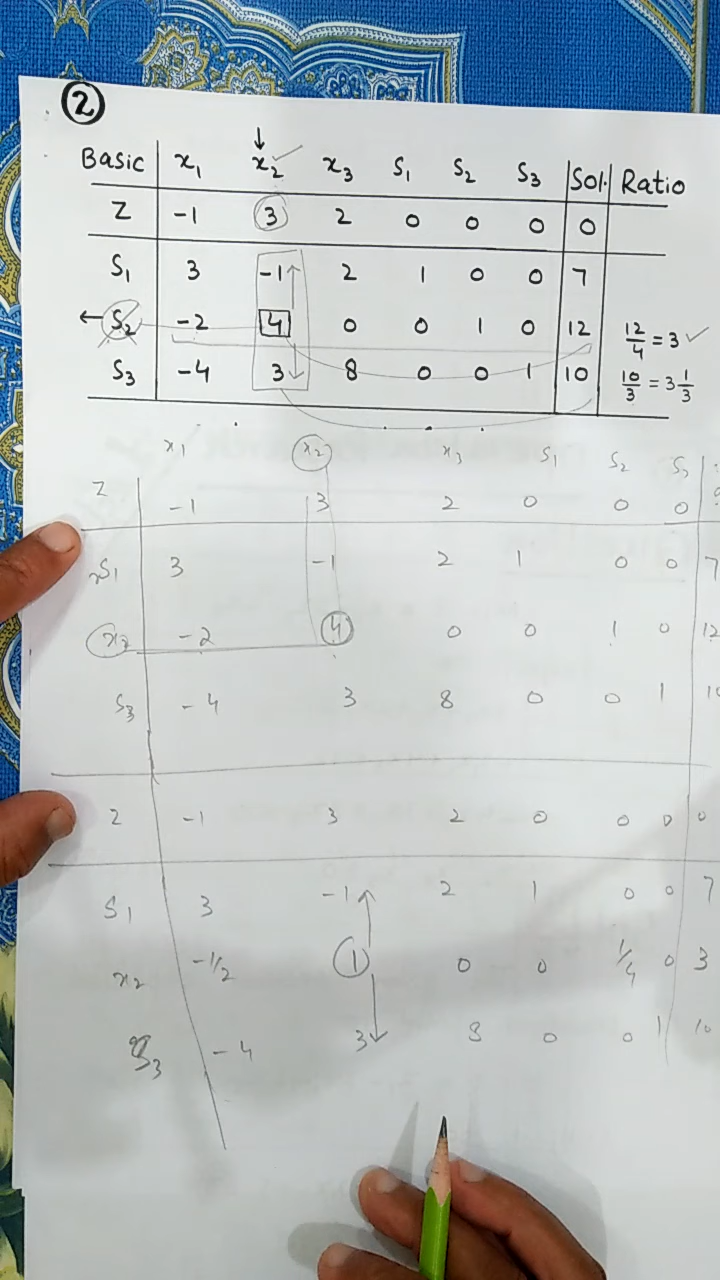 2
Basic x₁ x₂ ✓ x₃ S₁ S₂ S₃ Sol. Ratio
Z -1 3 2 0 0 0 0
S₁ 3 -1 2 1 0 0 7
S₂ -2 4 0 0 1 0 12 12/4 = 3 ✓
S₃ -4 3 8 0 0 1 10 10/3 = 3 1/3
x₁ x₂ x₃ S₁ S₂
Z -1 3 2 0 0 0
S₁ 3 -1 2 1 0 0 7
x₂ -2 4 0 0 1 0 12
S₃ -4 3 8 0 0 1
Z -1 3 2 0 0 0 0
S₁ 3 -1 2 1 0 0 7
x₂ -1/2 1 0 0 1/4 0 3
S₃ -4 3 8 0 0 1 10